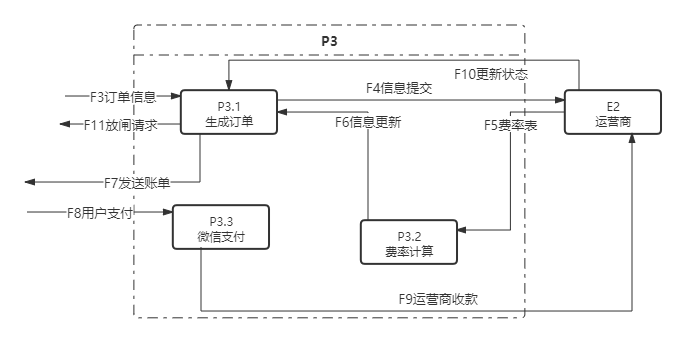 P3
F10更新状态
F4信息提交
F3订单信息
P3.1
生成订单
E2
运营商
F11放闸请求
F6信息更新
F5费率表
F7发送账单
F8用户支付
P3.3
微信支付
P3.2
费率计算
F9运营商收款